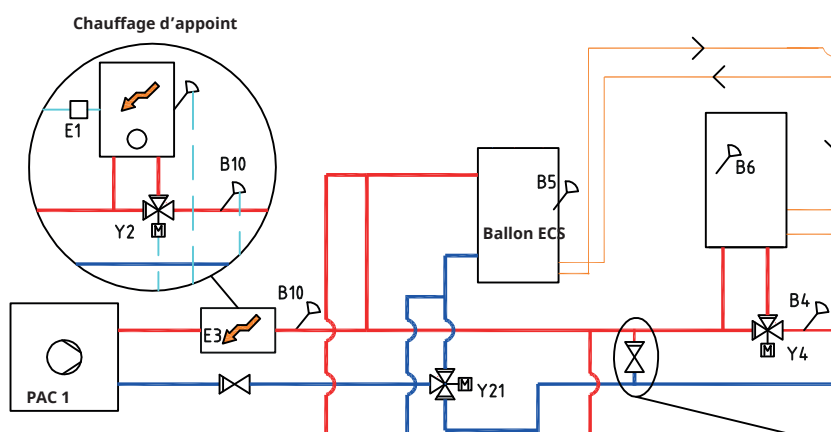 Chauffage d’appoint
E1
B10
Y2
M
B5
B6
Ballon ECS
B10
B4
E3
M
Y4
PAC 1
M
Y21